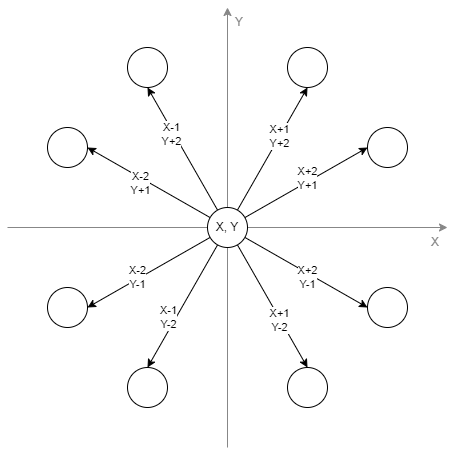 Y
X-1
Y+2
X+1
Y+2
X-2
Y+1
X+2
Y+1
X, Y
X
X-2
Y-1
X+2
Y-1
X-1
Y-2
X+1
Y-2